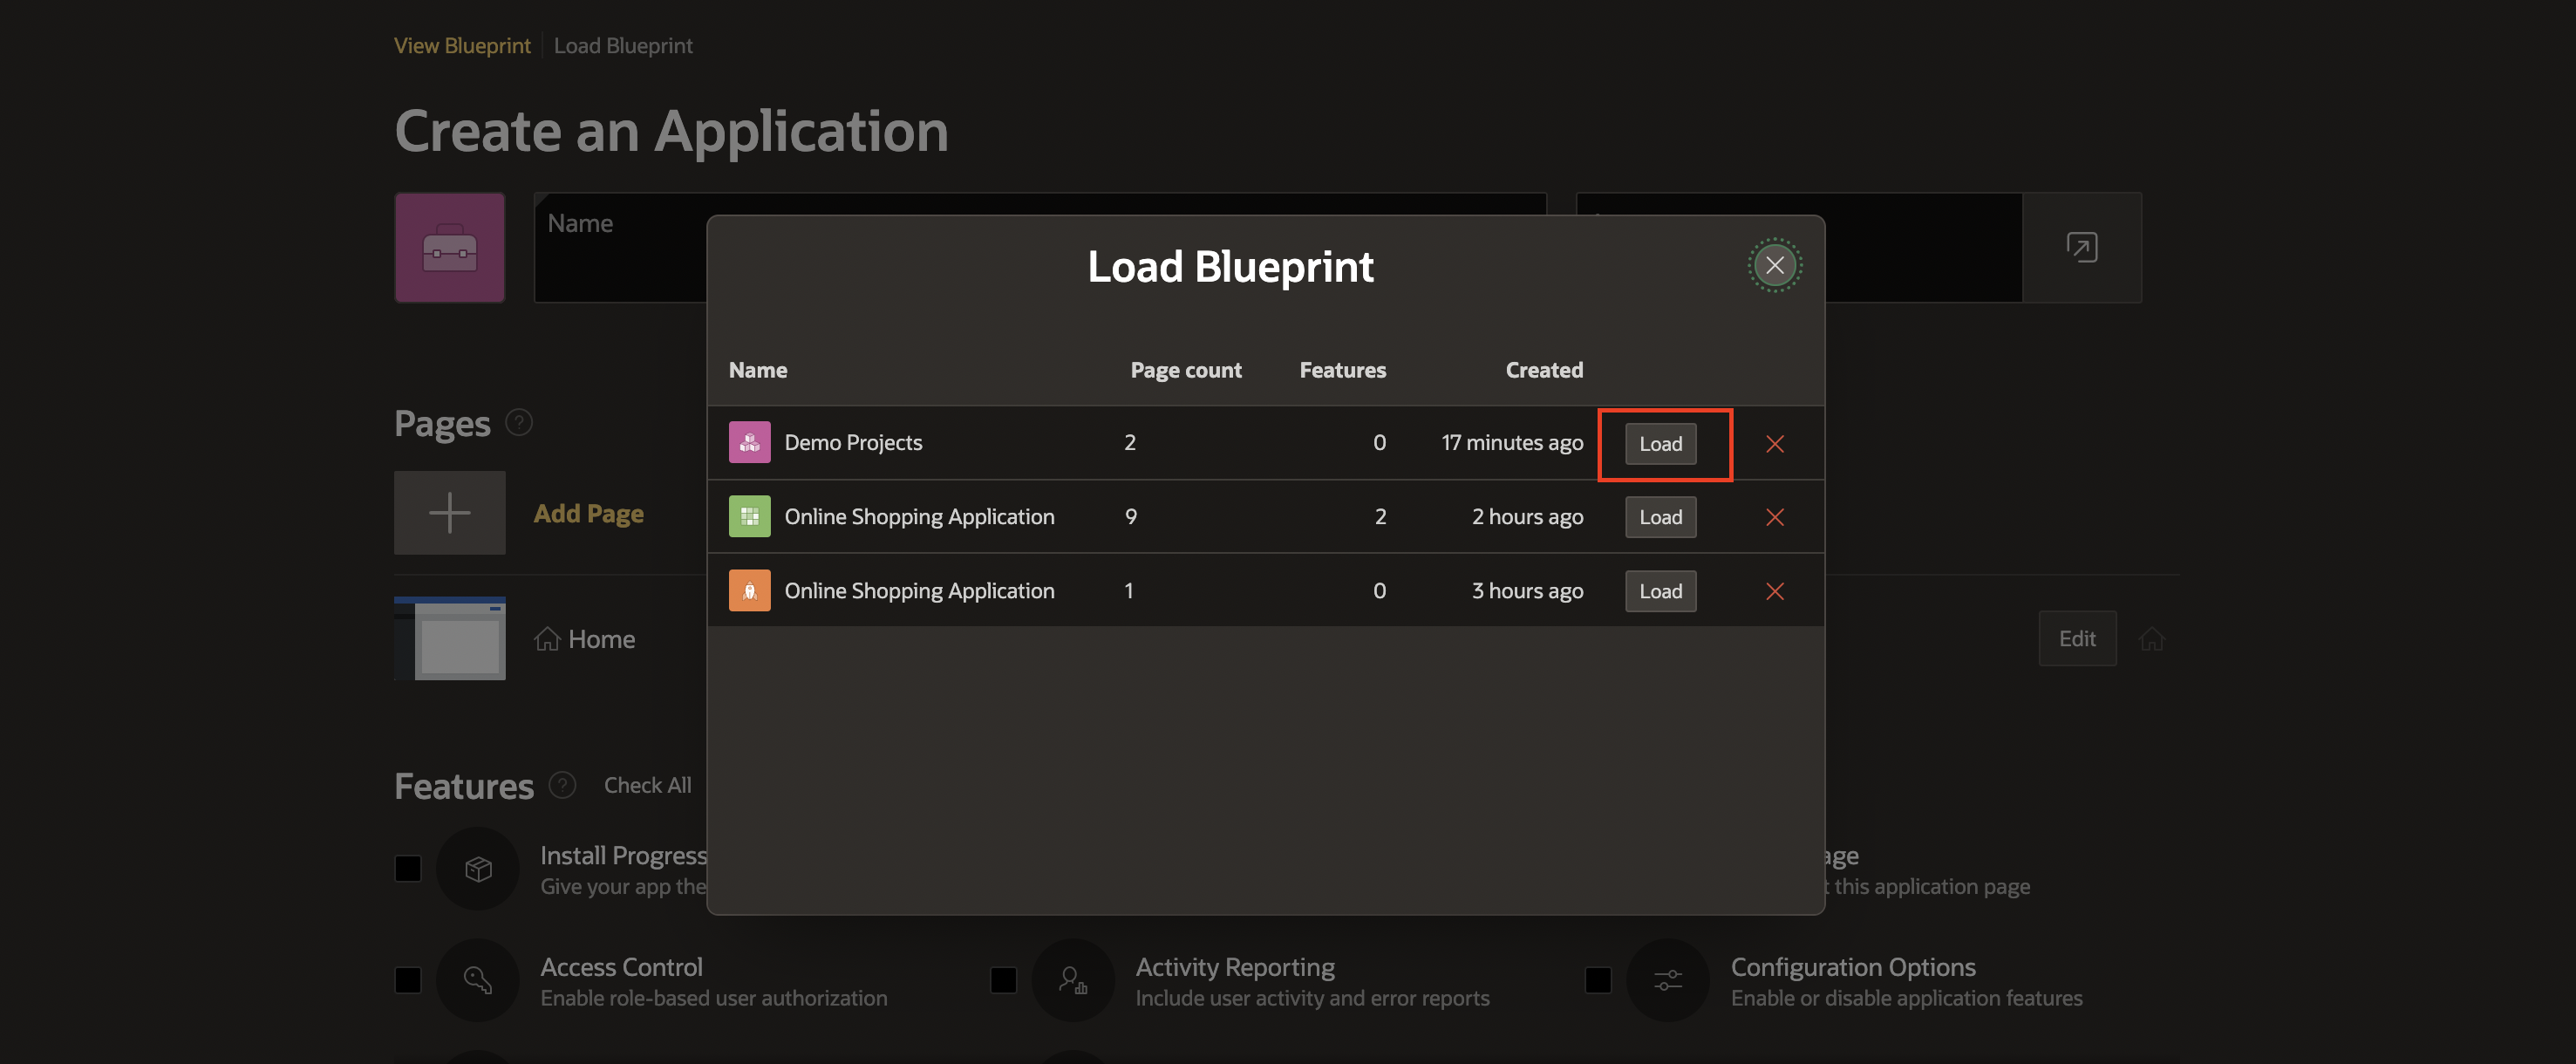 View Blueprint Load Blueprint
Create an Application
Name
Load Blueprint
Name Page count Features Created
Demo Projects 2 0 17 minutes ago Load
Online Shopping Application 9 2 2 hours ago Load
Online Shopping Application 1 0 3 hours ago Load
Pages ?
Add Page
Home Edit
Features ? Check All
Install Progress
Give your app the
this application page
Access Control
Enable role-based user authorization
Activity Reporting
Include user activity and error reports
Configuration Options
Enable or disable application features